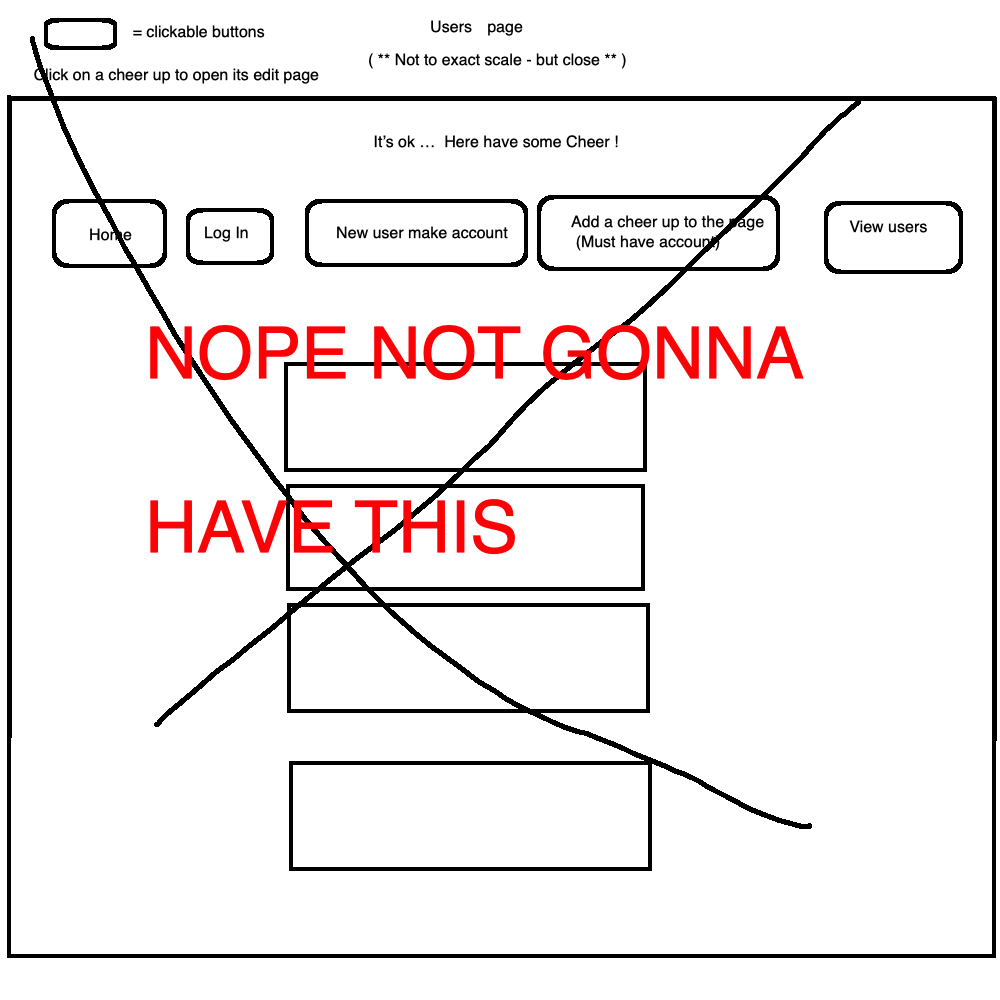 = clickable buttons
Users page
( ** Not to exact scale - but close ** )
Click on a cheer up to open its edit page
It's ok ... Here have some Cheer !
Home
Log In
New user make account
Add a cheer up to the page
(Must have account)
View users
NOPE NOT GONNA
HAVE THIS